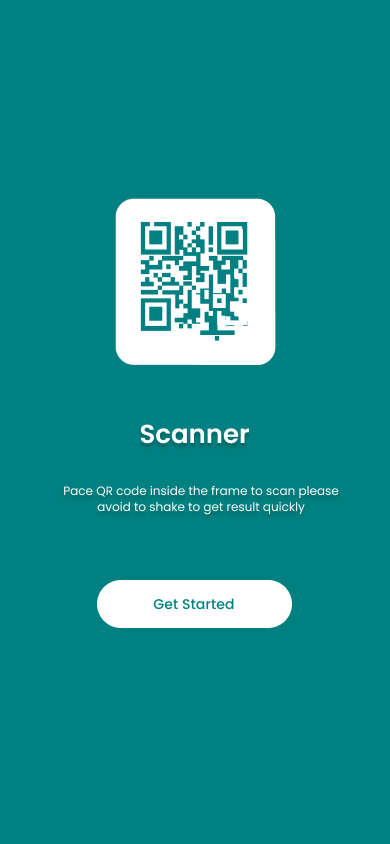 Scanner
Pace QR code inside the frame to scan please
avoid to shake to get result quickly
Get Started